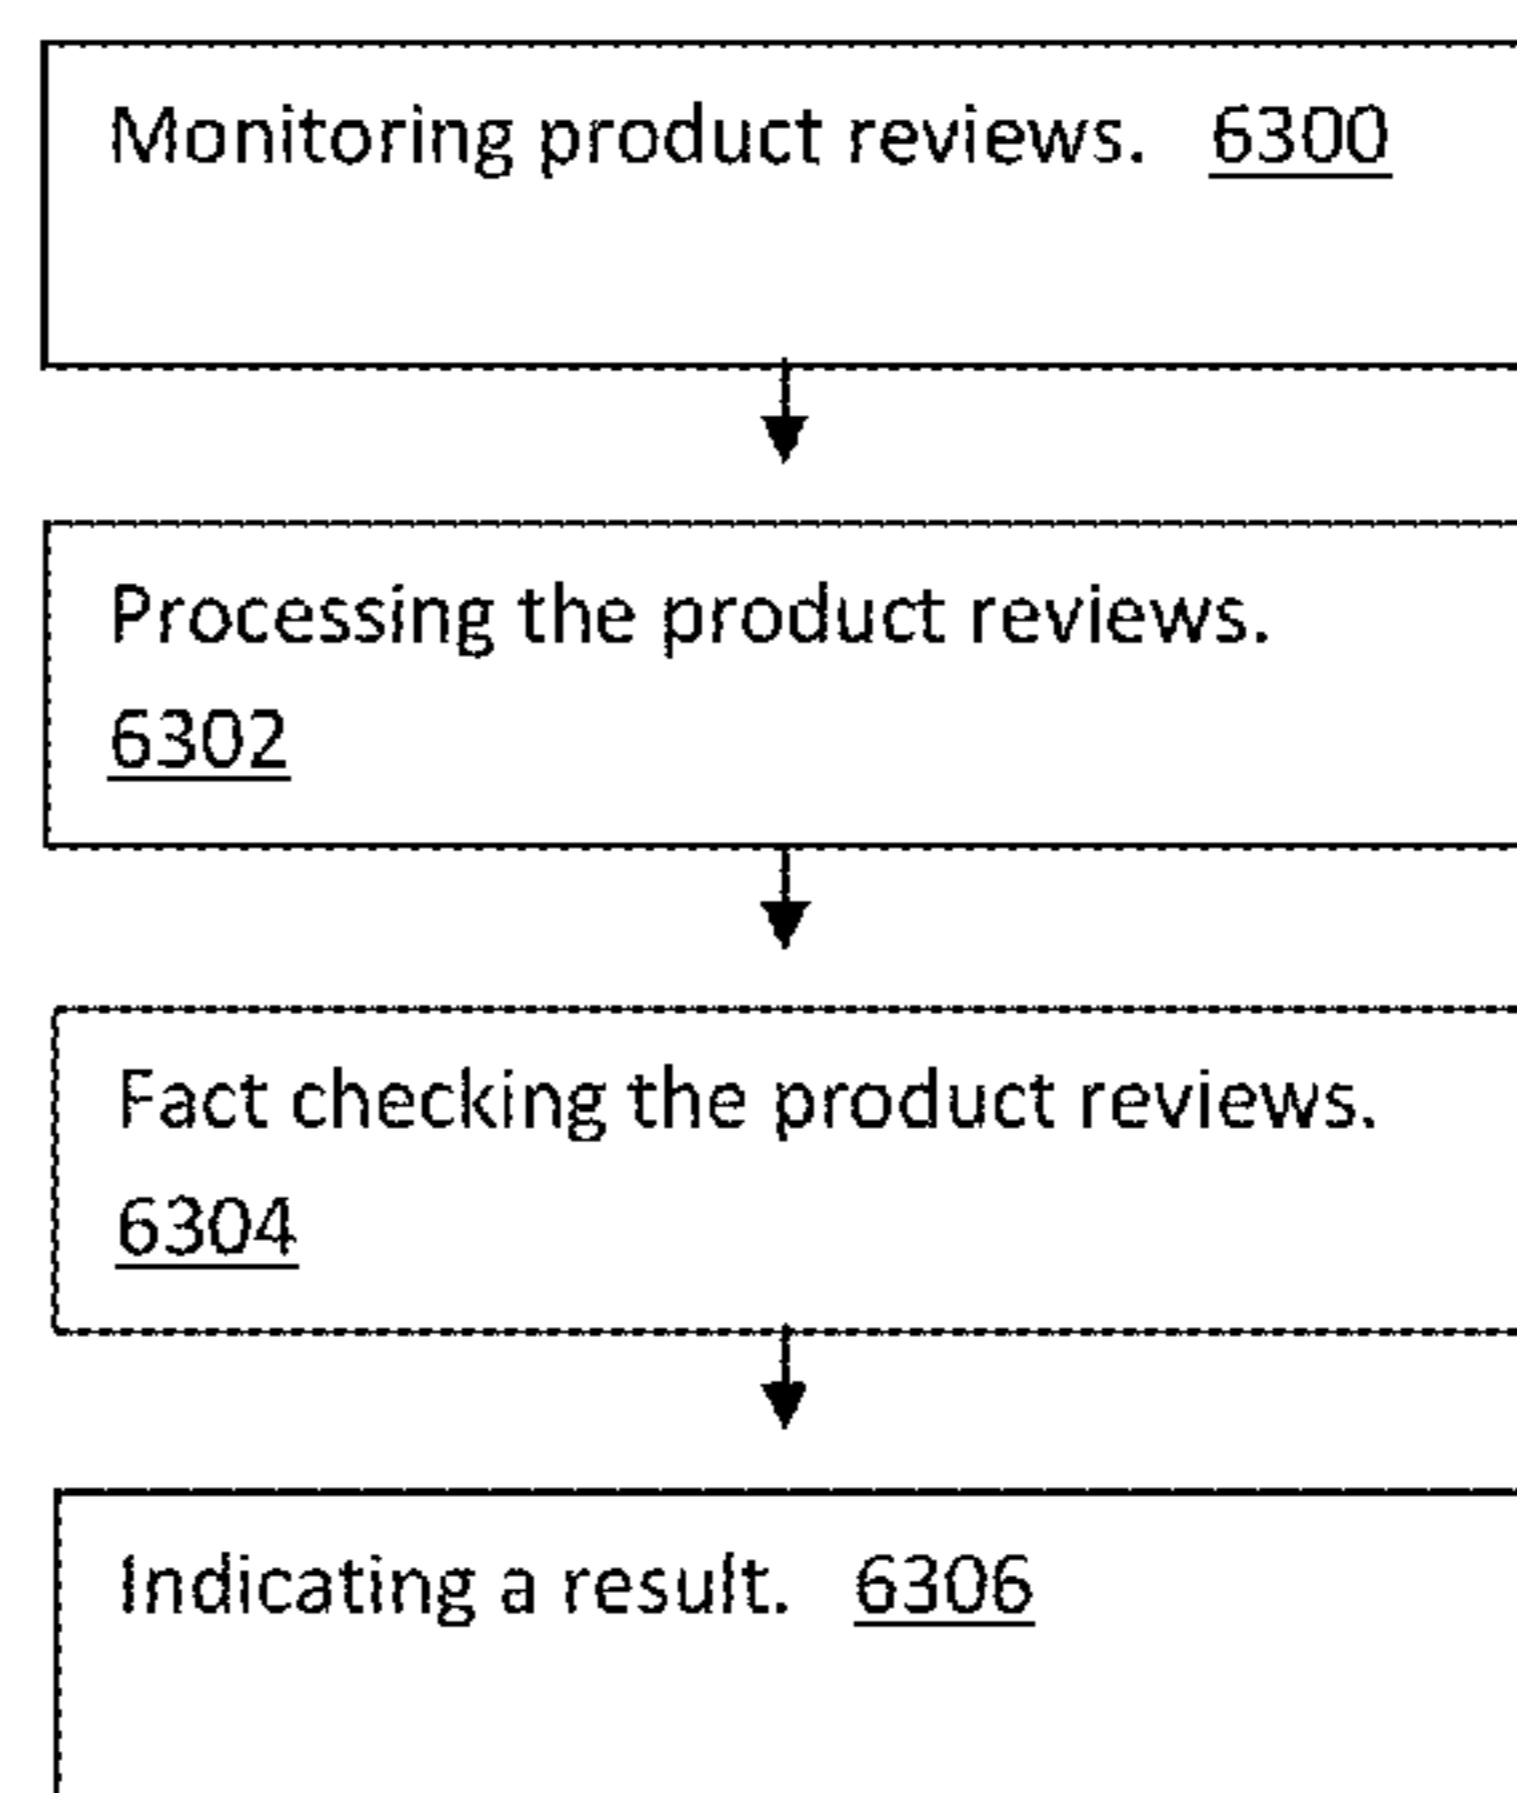 Monitoring product reviews. 6300
Processing the product reviews.
6302
Fact checking the product reviews.
6304
Indicating a result. 6306